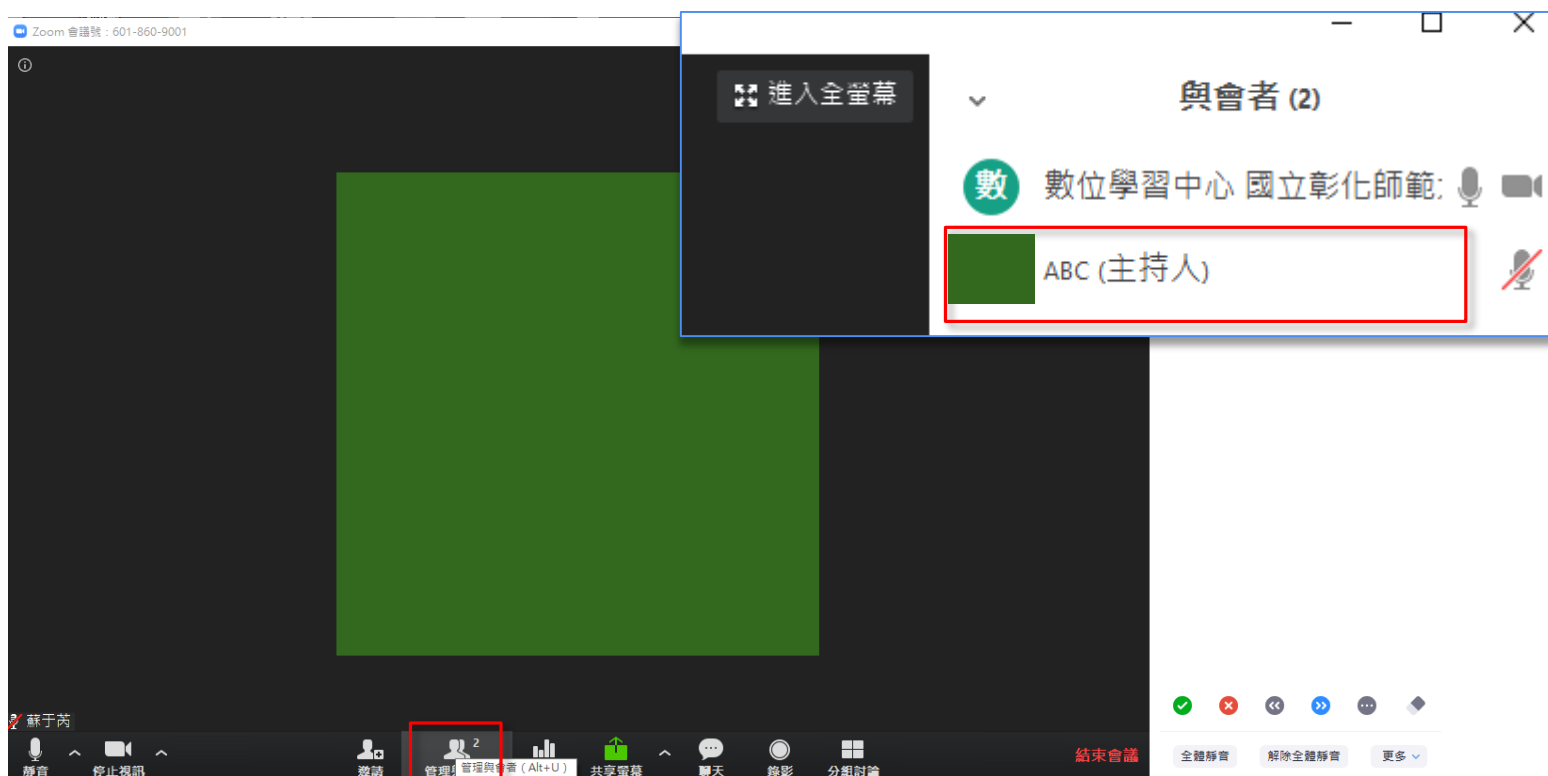 Zoom 會議號：601-860-9001
進入全螢幕
與會者 (2)
數
數位學習中心 國立彰化師範
ABC (主持人)
蘇于芮
2
靜音
停止視訊
邀請
管理
管理與會者（Alt+U）
共享螢幕
聊天
錄影
分組討論
結束會議
全體靜音
解除全體靜音
更多